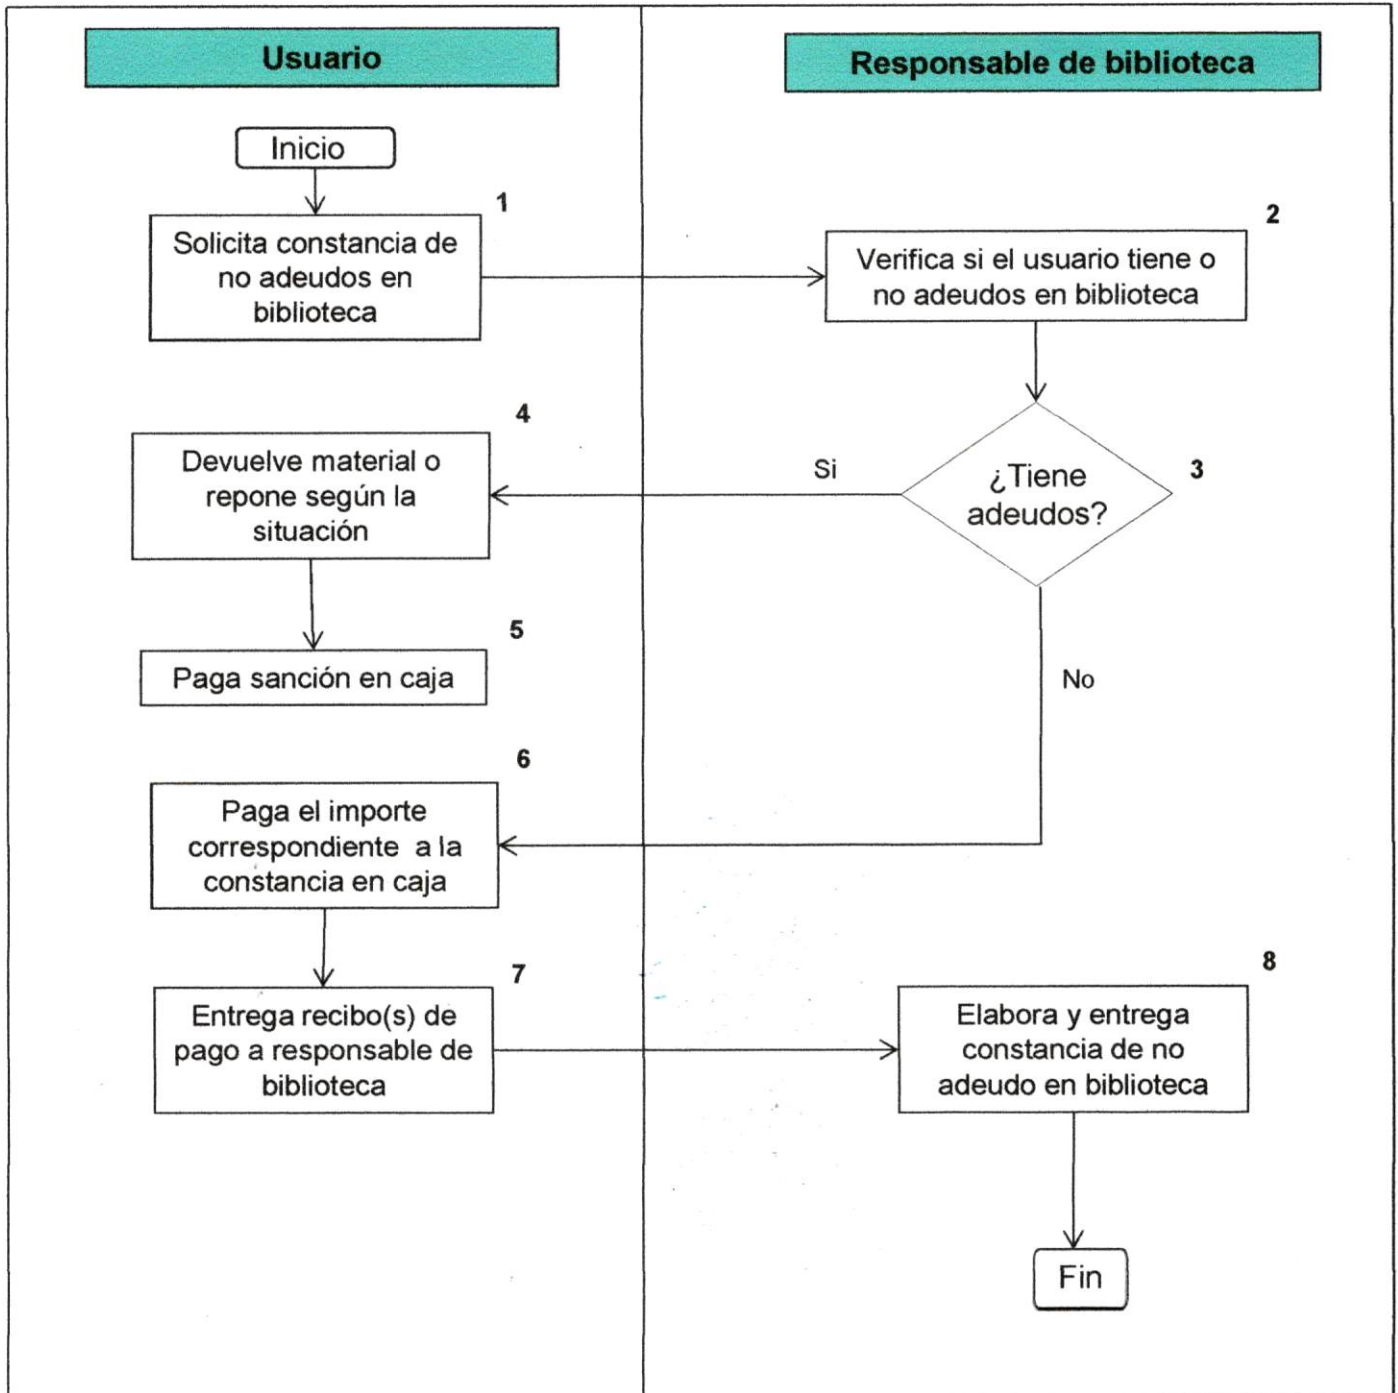 Usuario
Responsable de biblioteca
Inicio
1
Solicita constancia de
no adeudos en
biblioteca
2
Verifica si el usuario tiene o
no adeudos en biblioteca
3
¿Tiene
adeudos?
Si
No
4
Devuelve material o
repone según la
situación
5
Paga sanción en caja
6
Paga el importe
correspondiente a la
constancia en caja
7
Entrega recibo(s) de
pago a responsable de
biblioteca
8
Elabora y entrega
constancia de no
adeudo en biblioteca
Fin